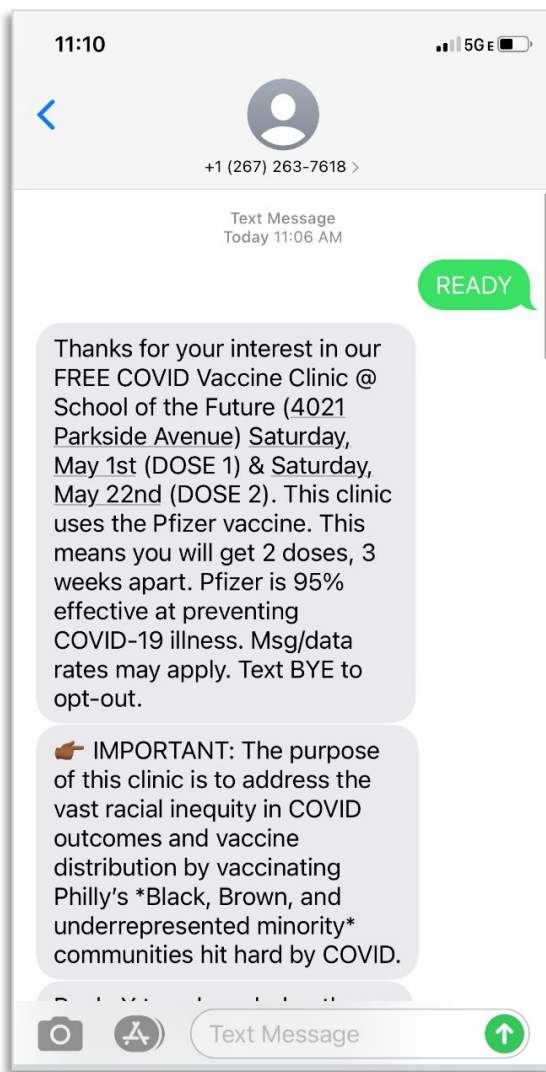 11:10
5G E
+1 (267) 263-7618 >
Text Message
Today 11:06 AM
READY
Thanks for your interest in our
FREE COVID Vaccine Clinic @
School of the Future (4021
Parkside Avenue) Saturday,
May 1st (DOSE 1) & Saturday,
May 22nd (DOSE 2). This clinic
uses the Pfizer vaccine. This
means you will get 2 doses, 3
weeks apart. Pfizer is 95%
effective at preventing
COVID-19 illness. Msg/data
rates may apply. Text BYE to
opt-out.
👉🏾 IMPORTANT: The purpose
of this clinic is to address the
vast racial inequity in COVID
outcomes and vaccine
distribution by vaccinating
Philly's *Black, Brown, and
underrepresented minority*
communities hit hard by COVID.
Text Message